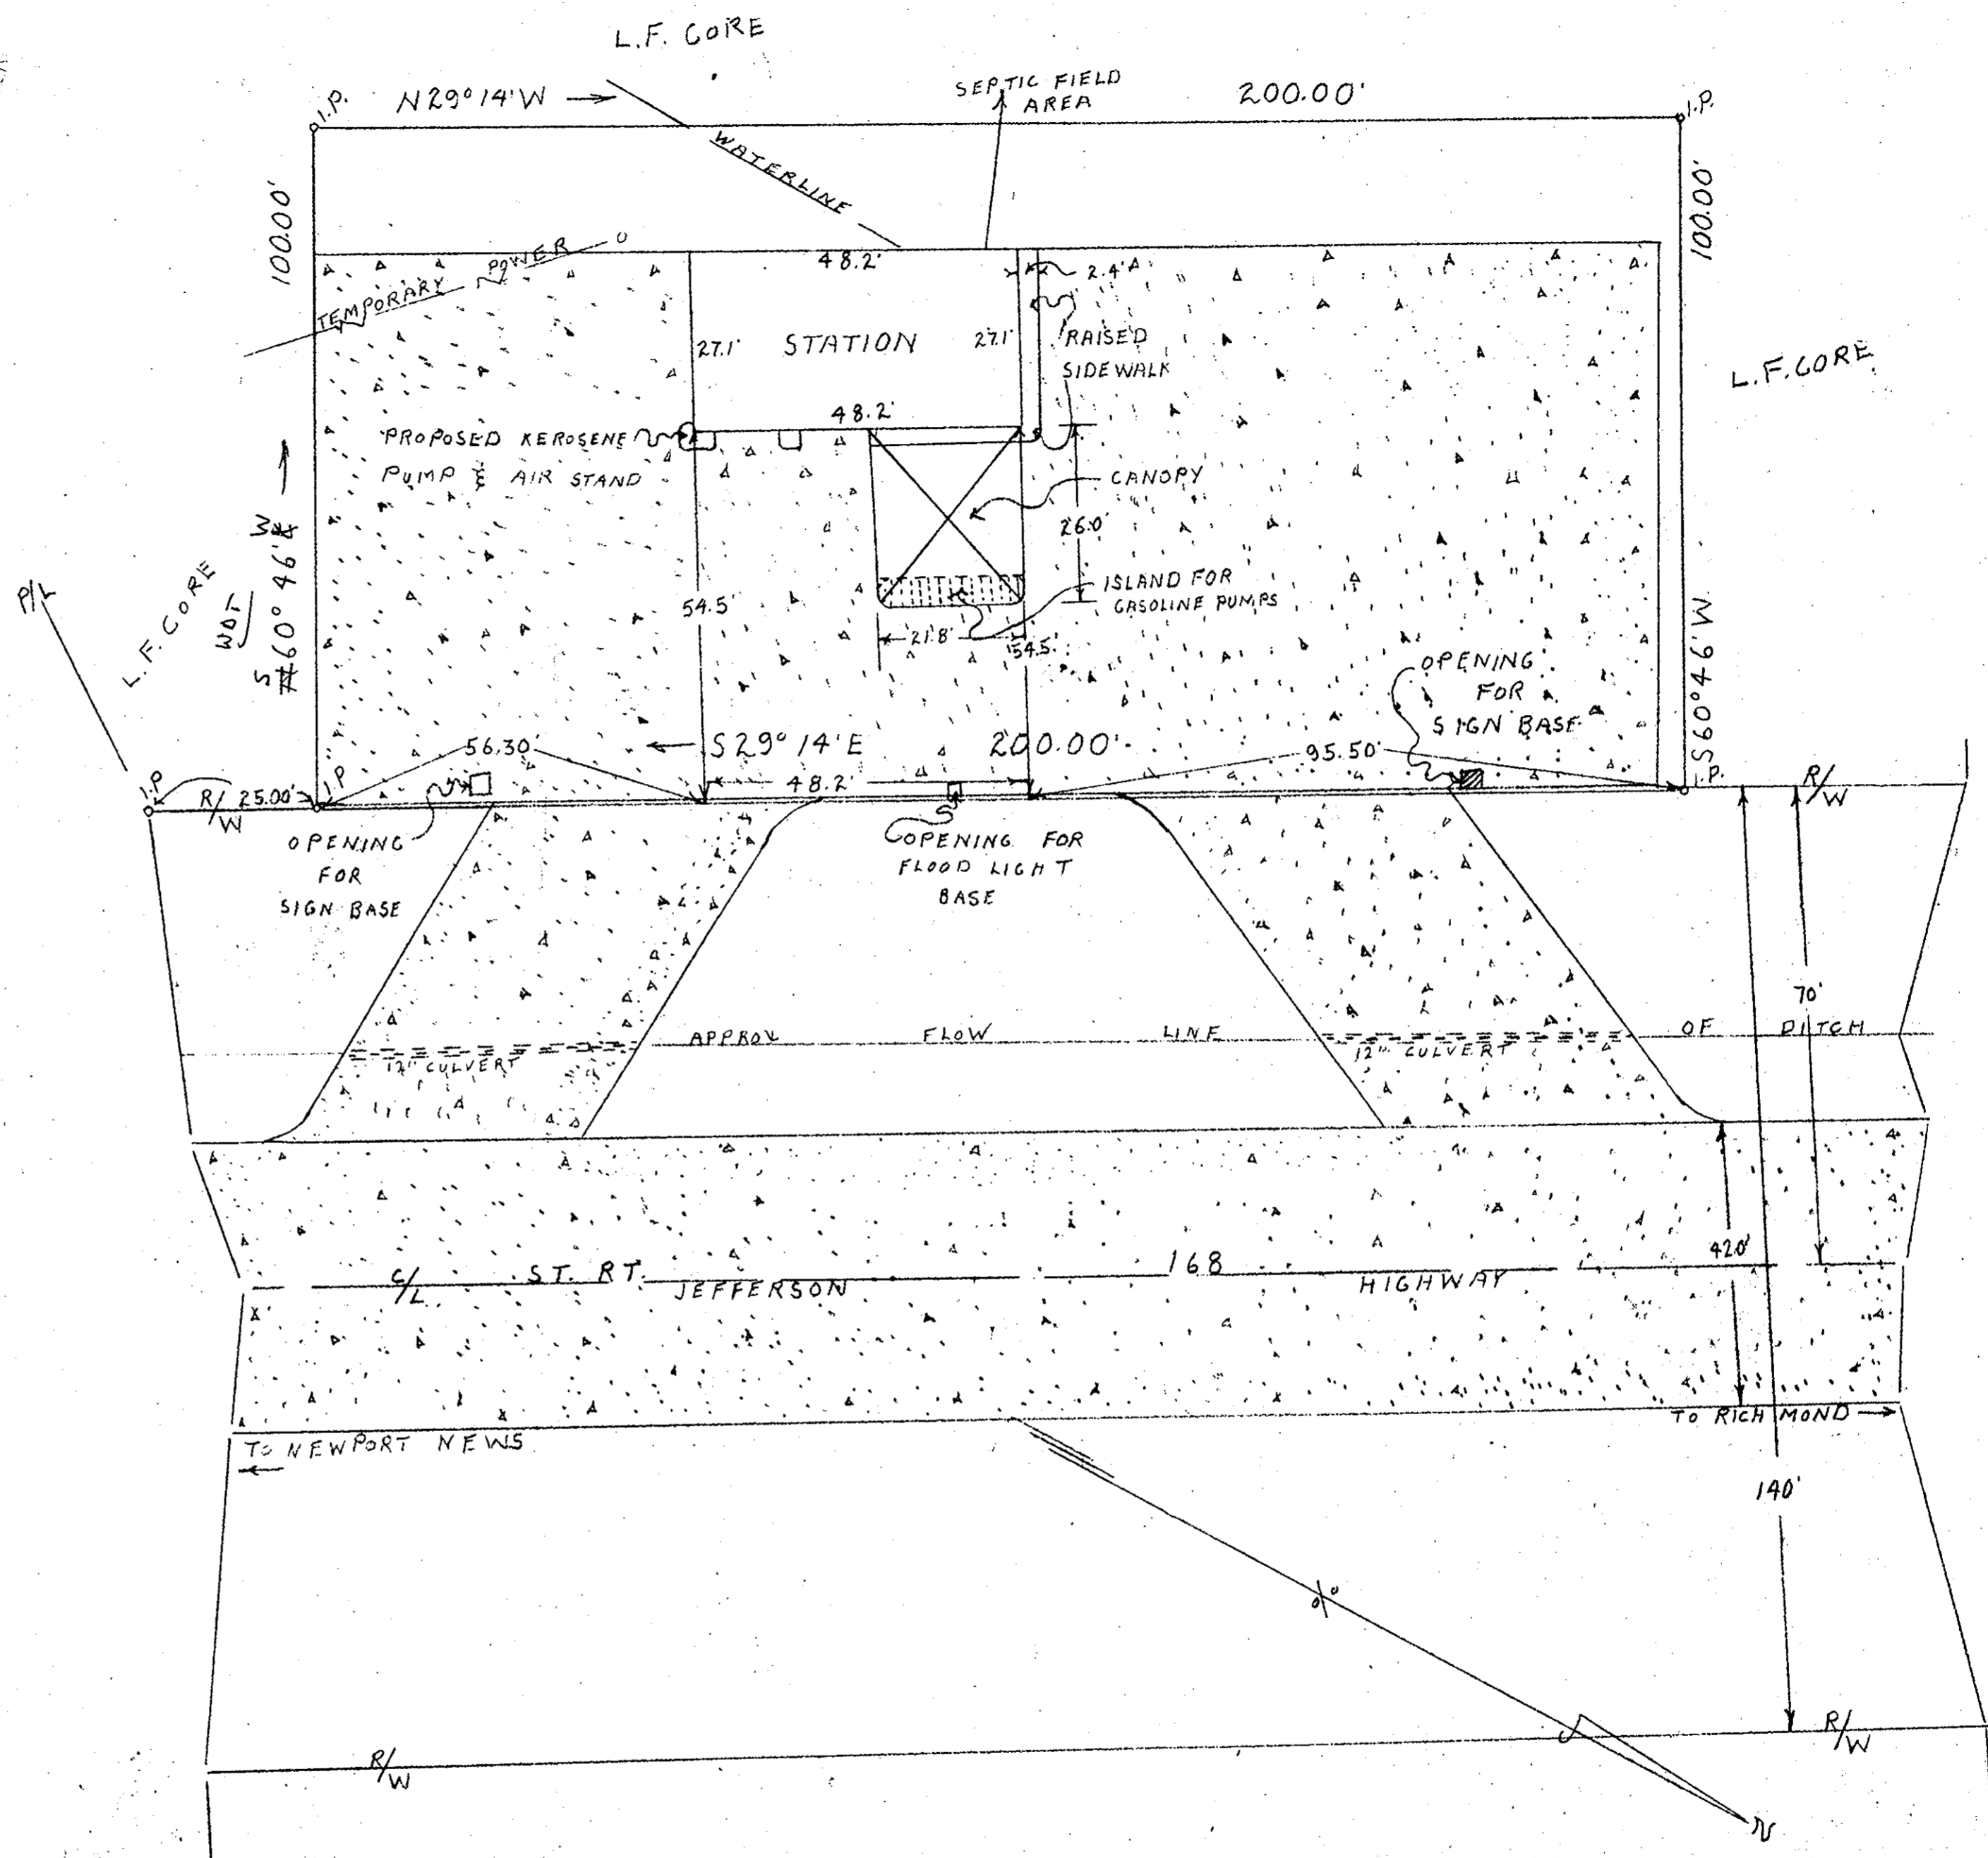 L.F. CORE
I.P.
N29°14'W
SEPTIC FIELD
AREA
200.00'
I.P.
WATERLINE
100.00'
100.00'
TEMPORARY POWER
48.2'
2.4'
27.1'
STATION
27.1'
RAISED
SIDEWALK
L.F. CORE
48.2'
PROPOSED KEROSENE
PUMP & AIR STAND
CANOPY
26.0'
ISLAND FOR
GASOLINE PUMPS
54.5'
21.8'
54.5'
P/L
L.F. CORE
WDT
S 60° 46' W
OPENING
FOR
SIGN BASE
S60°46'W
56.30'
S29°14'E
200.00'
95.50'
48.2'
I.P.
R/W
25.00'
I.P.
I.P.
R/W
OPENING
FOR
SIGN BASE
OPENING FOR
FLOOD LIGHT
BASE
70'
APPROX FLOW LINE OF DITCH
12" CULVERT
12" CULVERT
420'
C/L ST. RT. 168
JEFFERSON HIGHWAY
TO RICHMOND
TO NEWPORT NEWS
140'
R/W
R/W
N